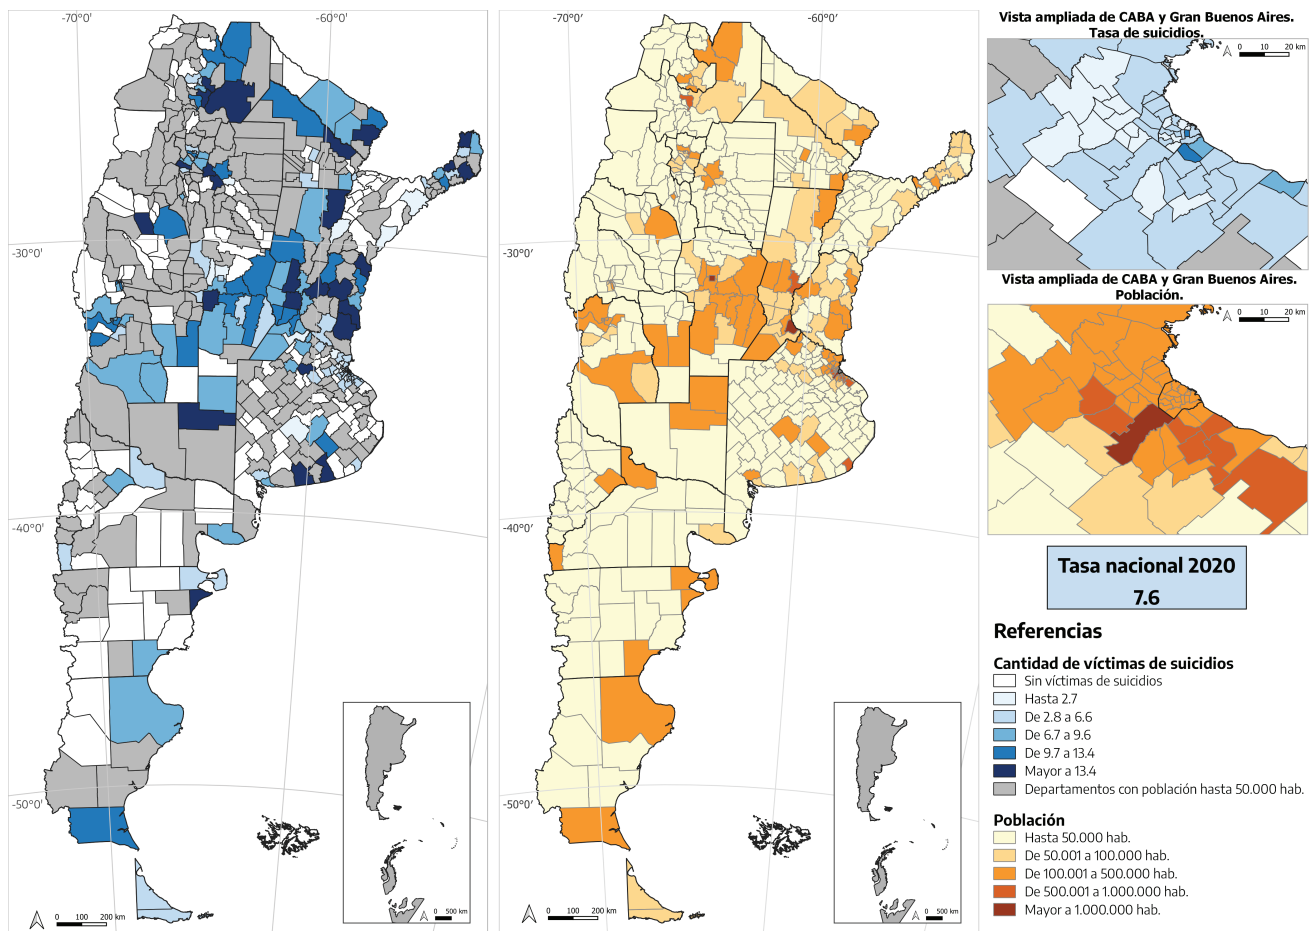 -70°0'
-60°0'
-30°0'
-40°0'
-50°0'
0 100 200 km
0 500 km
-70°0'
-60°0'
-30°0'
-40°0'
-50°0'
0 100 200 km
0 500 km
Vista ampliada de CABA y Gran Buenos Aires.
Tasa de suicidios.
0 10 20 km
Vista ampliada de CABA y Gran Buenos Aires.
Población.
0 10 20 km
Tasa nacional 2020
7.6
Referencias
Cantidad de víctimas de suicidios
Sin víctimas de suicidios
Hasta 2.7
De 2.8 a 6.6
De 6.7 a 9.6
De 9.7 a 13.4
Mayor a 13.4
Departamentos con población hasta 50.000 hab.
Población
Hasta 50.000 hab.
De 50.001 a 100.000 hab.
De 100.001 a 500.000 hab.
De 500.001 a 1.000.000 hab.
Mayor a 1.000.000 hab.